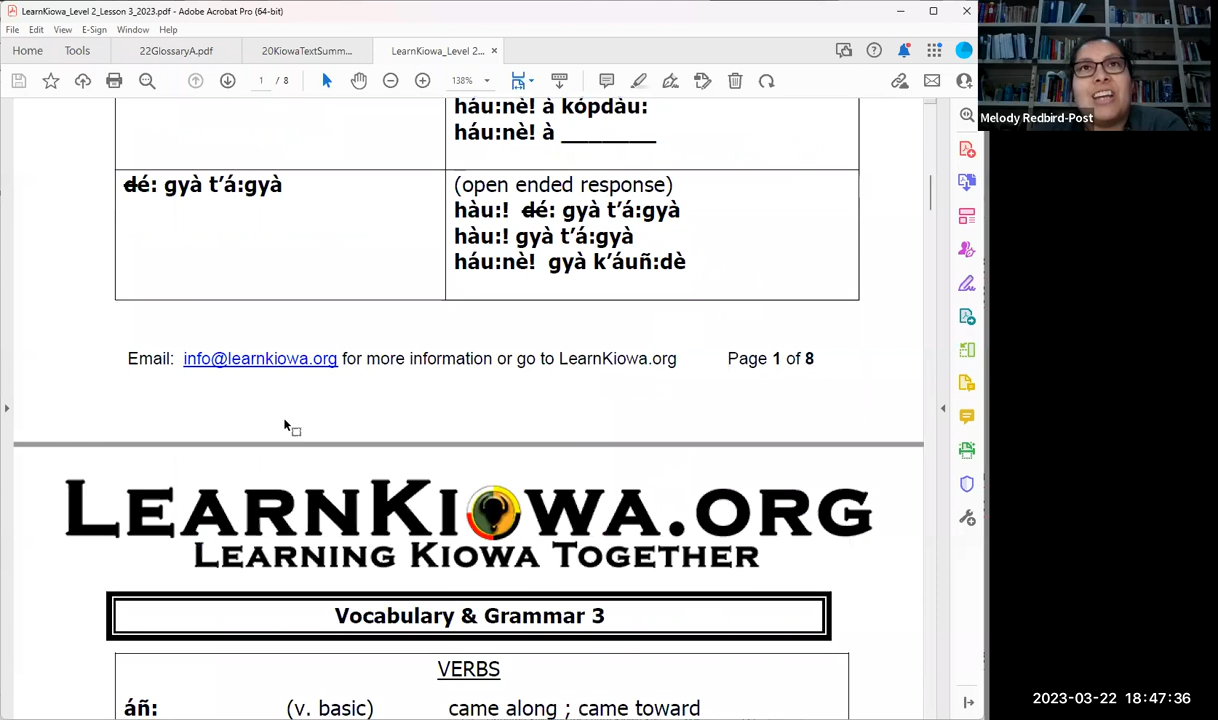 LearnKiowa_Level 2_Lesson 3_2023.pdf - Adobe Acrobat Pro (64-bit)
File Edit View E-Sign Window Help
Home Tools 22GlossaryA.pdf 20KiowaTextSumm... LearnKiowa_Level 2... ×
1 / 8 138%
háu:nè! à kópdàu:
háu:nè! à _________
d̶é: gyà t'á:gyà
(open ended response)
hàu:! d̶é: gyà t'á:gyà
hàu:! gyà t'á:gyà
háu:nè! gyà k'áuñ:dè
Email: info@learnkiowa.org for more information or go to LearnKiowa.org Page 1 of 8
LEARNKIOWA.ORG
LEARNING KIOWA TOGETHER
Vocabulary & Grammar 3
VERBS
áñ: (v. basic) came along ; came toward
Melody Redbird-Post
2023-03-22 18:47:36